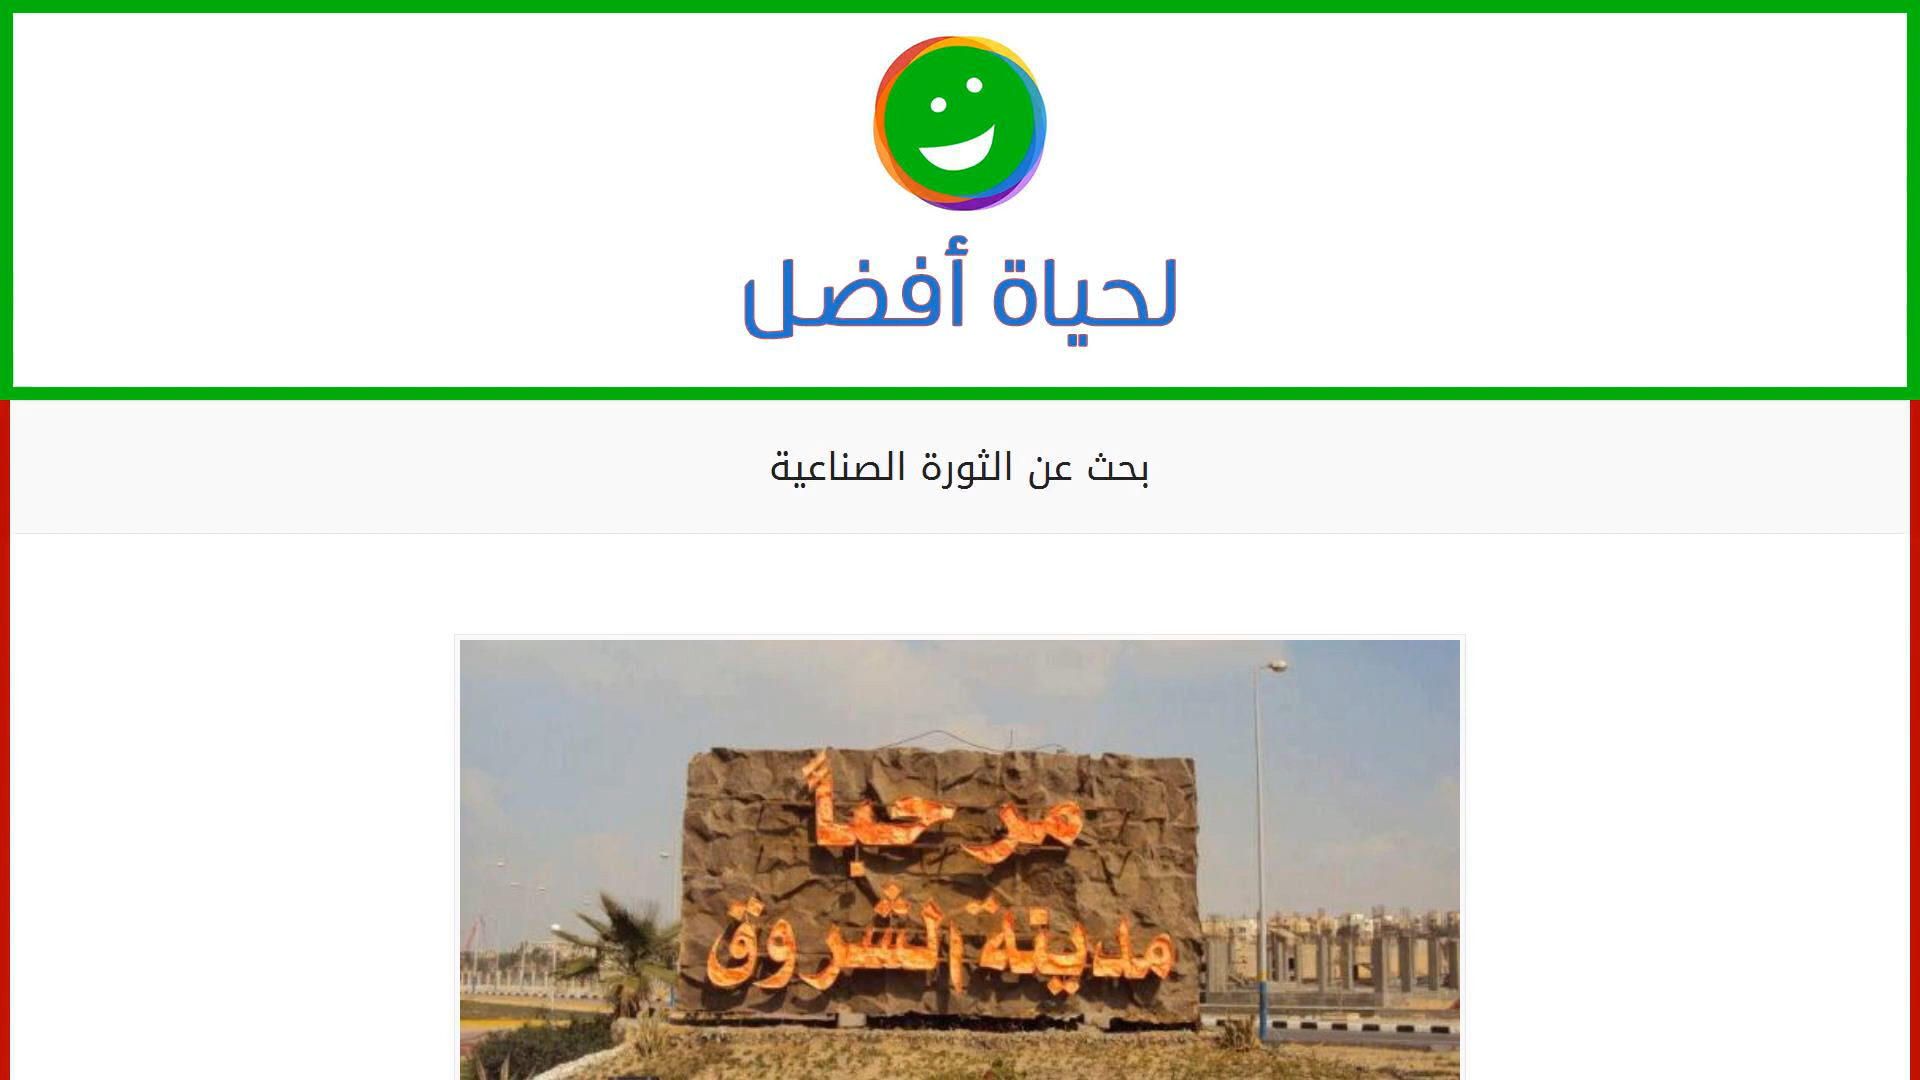 لحياة أفضل
بحث عن الثورة الصناعية
مرحباً
مدينة الشروق